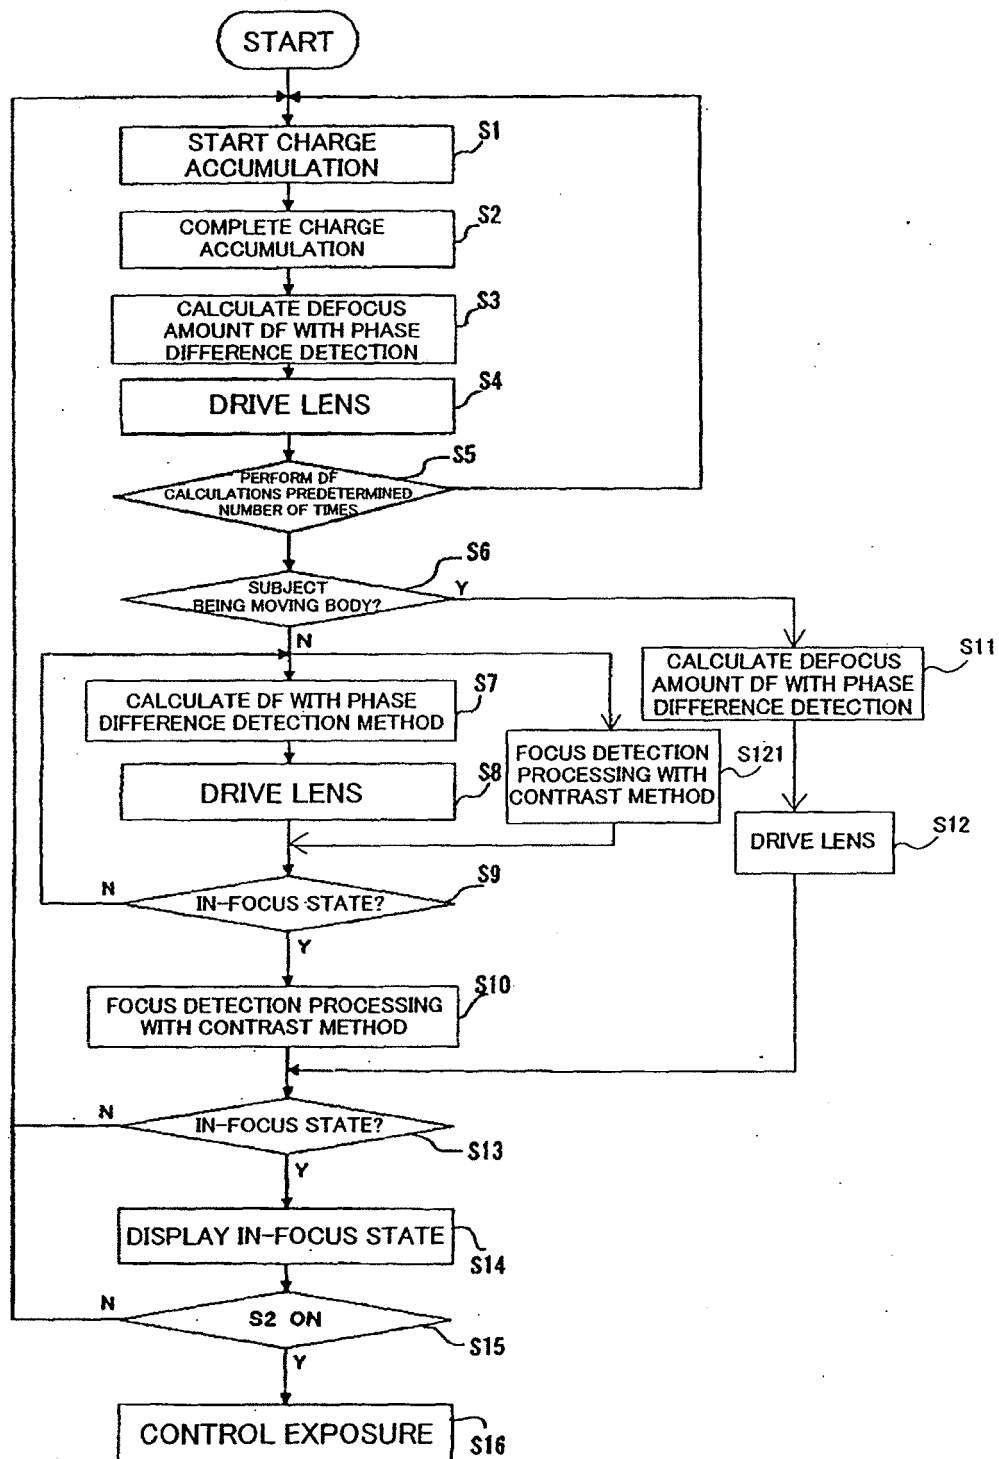 START
START CHARGE
ACCUMULATION
S1
COMPLETE CHARGE
ACCUMULATION
S2
CALCULATE DEFOCUS
AMOUNT DF WITH PHASE
DIFFERENCE DETECTION
S3
DRIVE LENS
S4
PERFORM DF
CALCULATIONS PREDETERMINED
NUMBER OF TIMES
S5
SUBJECT
BEING MOVING BODY?
S6
Y
N
CALCULATE DF WITH PHASE
DIFFERENCE DETECTION METHOD
S7
DRIVE LENS
S8
FOCUS DETECTION
PROCESSING WITH
CONTRAST METHOD
S121
CALCULATE DEFOCUS
AMOUNT DF WITH PHASE
DIFFERENCE DETECTION
S11
DRIVE LENS
S12
IN-FOCUS STATE?
S9
N
Y
FOCUS DETECTION PROCESSING
WITH CONTRAST METHOD
S10
IN-FOCUS STATE?
S13
N
Y
DISPLAY IN-FOCUS STATE
S14
S2 ON
S15
N
Y
CONTROL EXPOSURE
S16